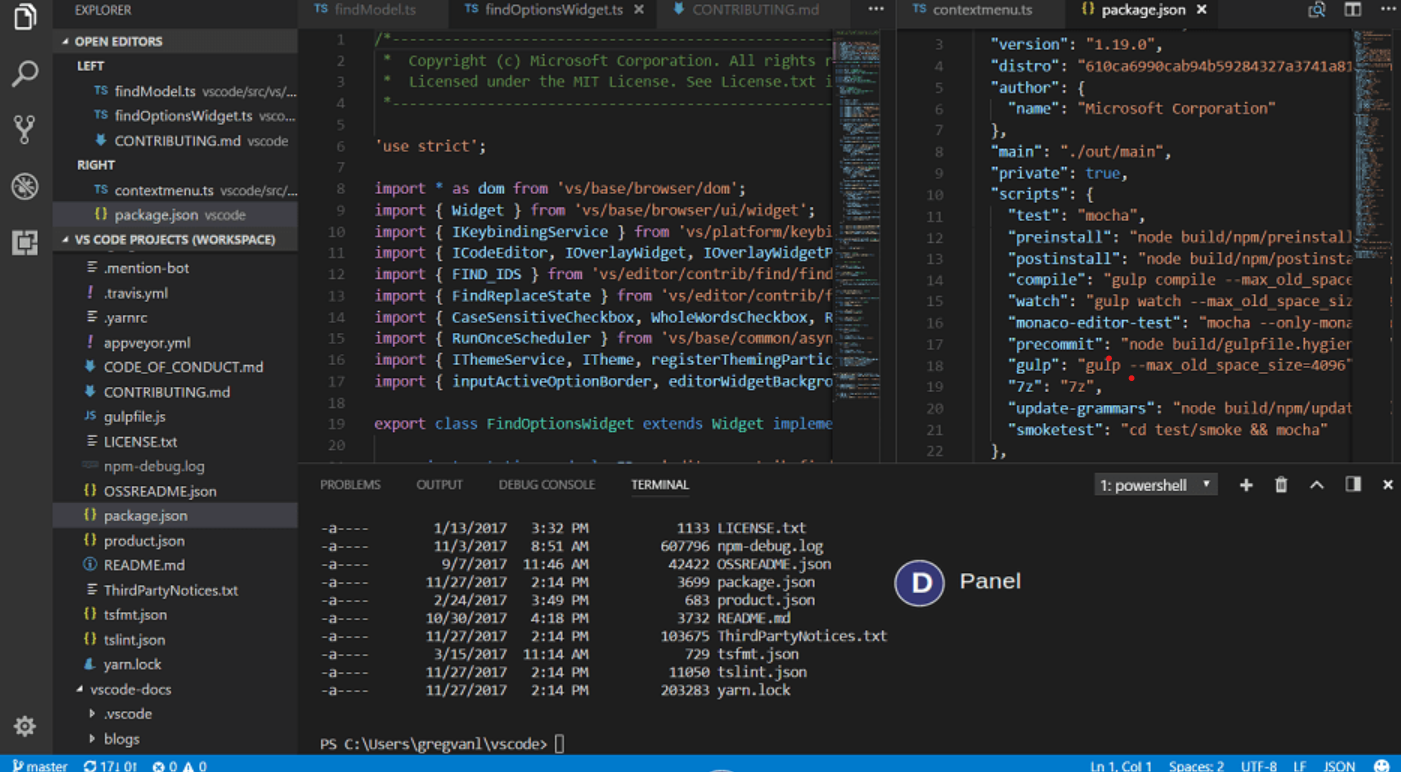 EXPLORER
OPEN EDITORS
LEFT
TS findModel.ts vscode/src/vs/...
TS findOptionsWidget.ts vsco...
CONTRIBUTING.md vscode
RIGHT
TS contextmenu.ts vscode/src/...
{} package.json vscode
VS CODE PROJECTS (WORKSPACE)
.mention-bot
! .travis.yml
.yarnrc
! appveyor.yml
CODE_OF_CONDUCT.md
CONTRIBUTING.md
JS gulpfile.js
LICENSE.txt
npm-debug.log
{} OSSREADME.json
{} package.json
{} product.json
README.md
ThirdPartyNotices.txt
{} tsfmt.json
{} tslint.json
yarn.lock
vscode-docs
.vscode
blogs
TS findModel.ts TS findOptionsWidget.ts × CONTRIBUTING.md ...
1 /*--------------------------------------------------
2 *  Copyright (c) Microsoft Corporation. All rights
3 *  Licensed under the MIT License. See License.txt
4 *--------------------------------------------------
5
6 'use strict';
7
8 import * as dom from 'vs/base/browser/dom';
9 import { Widget } from 'vs/base/browser/ui/widget';
10 import { IKeybindingService } from 'vs/platform/keybi
11 import { ICodeEditor, IOverlayWidget, IOverlayWidgetP
12 import { FIND_IDS } from 'vs/editor/contrib/find/find
13 import { FindReplaceState } from 'vs/editor/contrib/f
14 import { CaseSensitiveCheckbox, WholeWordsCheckbox, R
15 import { RunOnceScheduler } from 'vs/base/common/asyn
16 import { IThemeService, ITheme, registerThemingPartic
17 import { inputActiveOptionBorder, editorWidgetBackgro
18
19 export class FindOptionsWidget extends Widget impleme
20
TS contextmenu.ts {} package.json × ...
3 "version": "1.19.0",
4 "distro": "610ca6990cab94b59284327a3741a81
5 "author": {
6 "name": "Microsoft Corporation"
7 },
8 "main": "./out/main",
9 "private": true,
10 "scripts": {
11 "test": "mocha",
12 "preinstall": "node build/npm/preinstall
13 "postinstall": "node build/npm/postinsta
14 "compile": "gulp compile --max_old_space
15 "watch": "gulp watch --max_old_space_siz
16 "monaco-editor-test": "mocha --only-mona
17 "precommit": "node build/gulpfile.hygien
18 "gulp": "gulp --max_old_space_size=4096"
19 "7z": "7z",
20 "update-grammars": "node build/npm/updat
21 "smoketest": "cd test/smoke && mocha"
22 },
PROBLEMS OUTPUT DEBUG CONSOLE TERMINAL 1: powershell
-a---- 1/13/2017 3:32 PM 1133 LICENSE.txt
-a---- 11/3/2017 8:51 AM 607796 npm-debug.log
-a---- 9/7/2017 11:46 AM 42422 OSSREADME.json
-a---- 11/27/2017 2:14 PM 3699 package.json
-a---- 2/24/2017 3:49 PM 683 product.json
-a---- 10/30/2017 4:18 PM 3732 README.md
-a---- 11/27/2017 2:14 PM 103675 ThirdPartyNotices.txt
-a---- 3/15/2017 11:14 AM 729 tsfmt.json
-a---- 11/27/2017 2:14 PM 11050 tslint.json
-a---- 11/27/2017 2:14 PM 203283 yarn.lock
PS C:\Users\gregvanl\vscode>
D Panel
master 17↓ 0↑ 0 0 Ln 1, Col 1 Spaces: 2 UTF-8 LF JSON